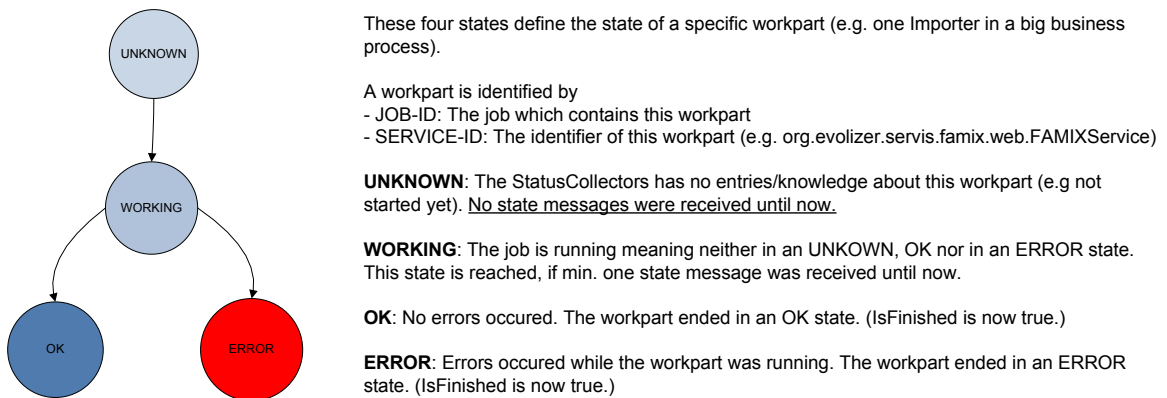 UNKNOWN
WORKING
OK
ERROR
These four states define the state of a specific workpart (e.g. one Importer in a big business
process).
A workpart is identified by
- JOB-ID: The job which contains this workpart
- SERVICE-ID: The identifier of this workpart (e.g. org.evolizer.servis.famix.web.FAMIXService)
UNKNOWN: The StatusCollectors has no entries/knowledge about this workpart (e.g not
started yet). No state messages were received until now.
WORKING: The job is running meaning neither in an UNKOWN, OK nor in an ERROR state.
This state is reached, if min. one state message was received until now.
OK: No errors occured. The workpart ended in an OK state. (IsFinished is now true.)
ERROR: Errors occured while the workpart was running. The workpart ended in an ERROR
state. (IsFinished is now true.)